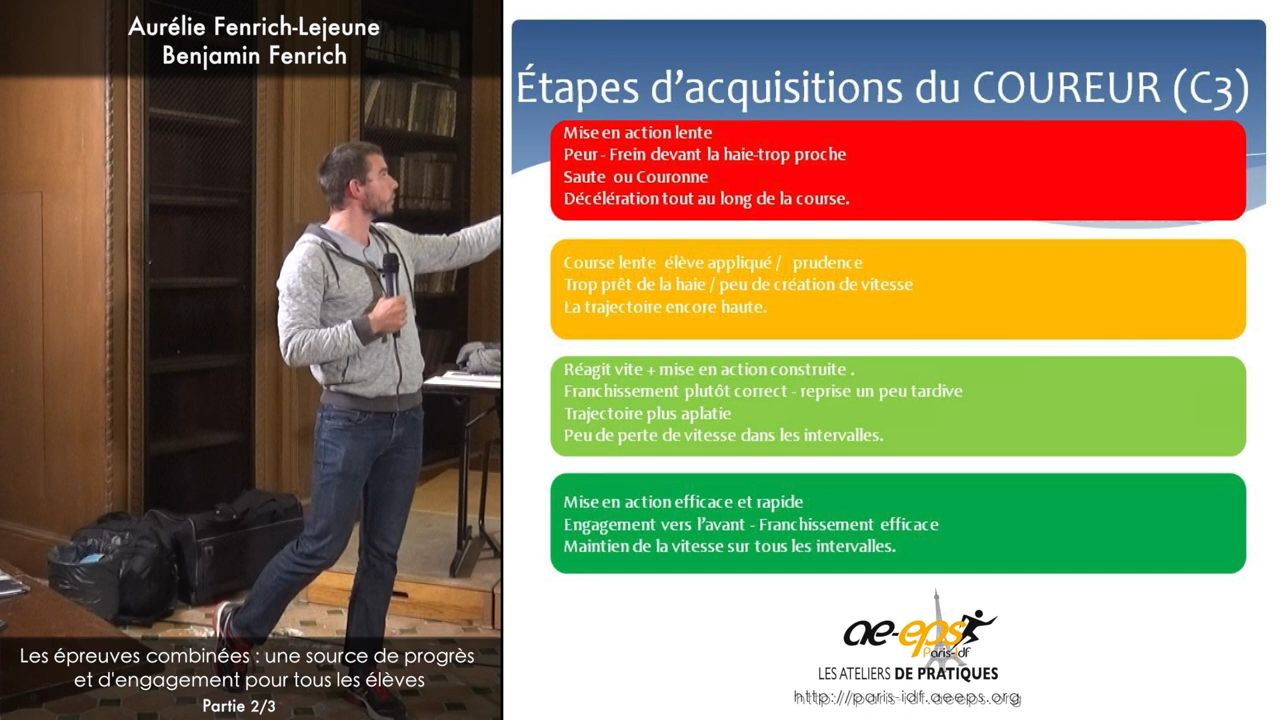 Aurélie Fenrich-Lejeune
Benjamin Fenrich
Étapes d'acquisitions du COUREUR (C3)
Mise en action lente
Peur - Frein devant la haie-trop proche
Saute ou Couronne
Décélération tout au long de la course.
Course lente élève appliqué / prudence
Trop prêt de la haie / peu de création de vitesse
La trajectoire encore haute.
Réagit vite + mise en action construite .
Franchissement plutôt correct - reprise un peu tardive
Trajectoire plus aplatie
Peu de perte de vitesse dans les intervalles.
Mise en action efficace et rapide
Engagement vers l'avant - Franchissement efficace
Maintien de la vitesse sur tous les intervalles.
ae-eps
Paris-idf
LES ATELIERS DE PRATIQUES
http://paris-idf.aeeps.org
Les épreuves combinées : une source de progrès
et d'engagement pour tous les élèves
Partie 2/3